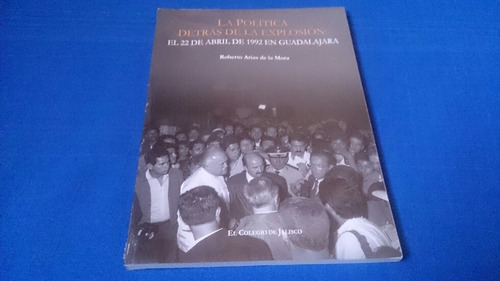 LA POLÍTICA
DETRÁS DE LA EXPLOSIÓN:
EL 22 DE ABRIL DE 1992 EN GUADALAJARA
Roberto Arias de la Mora
EL COLEGIO DE JALISCO